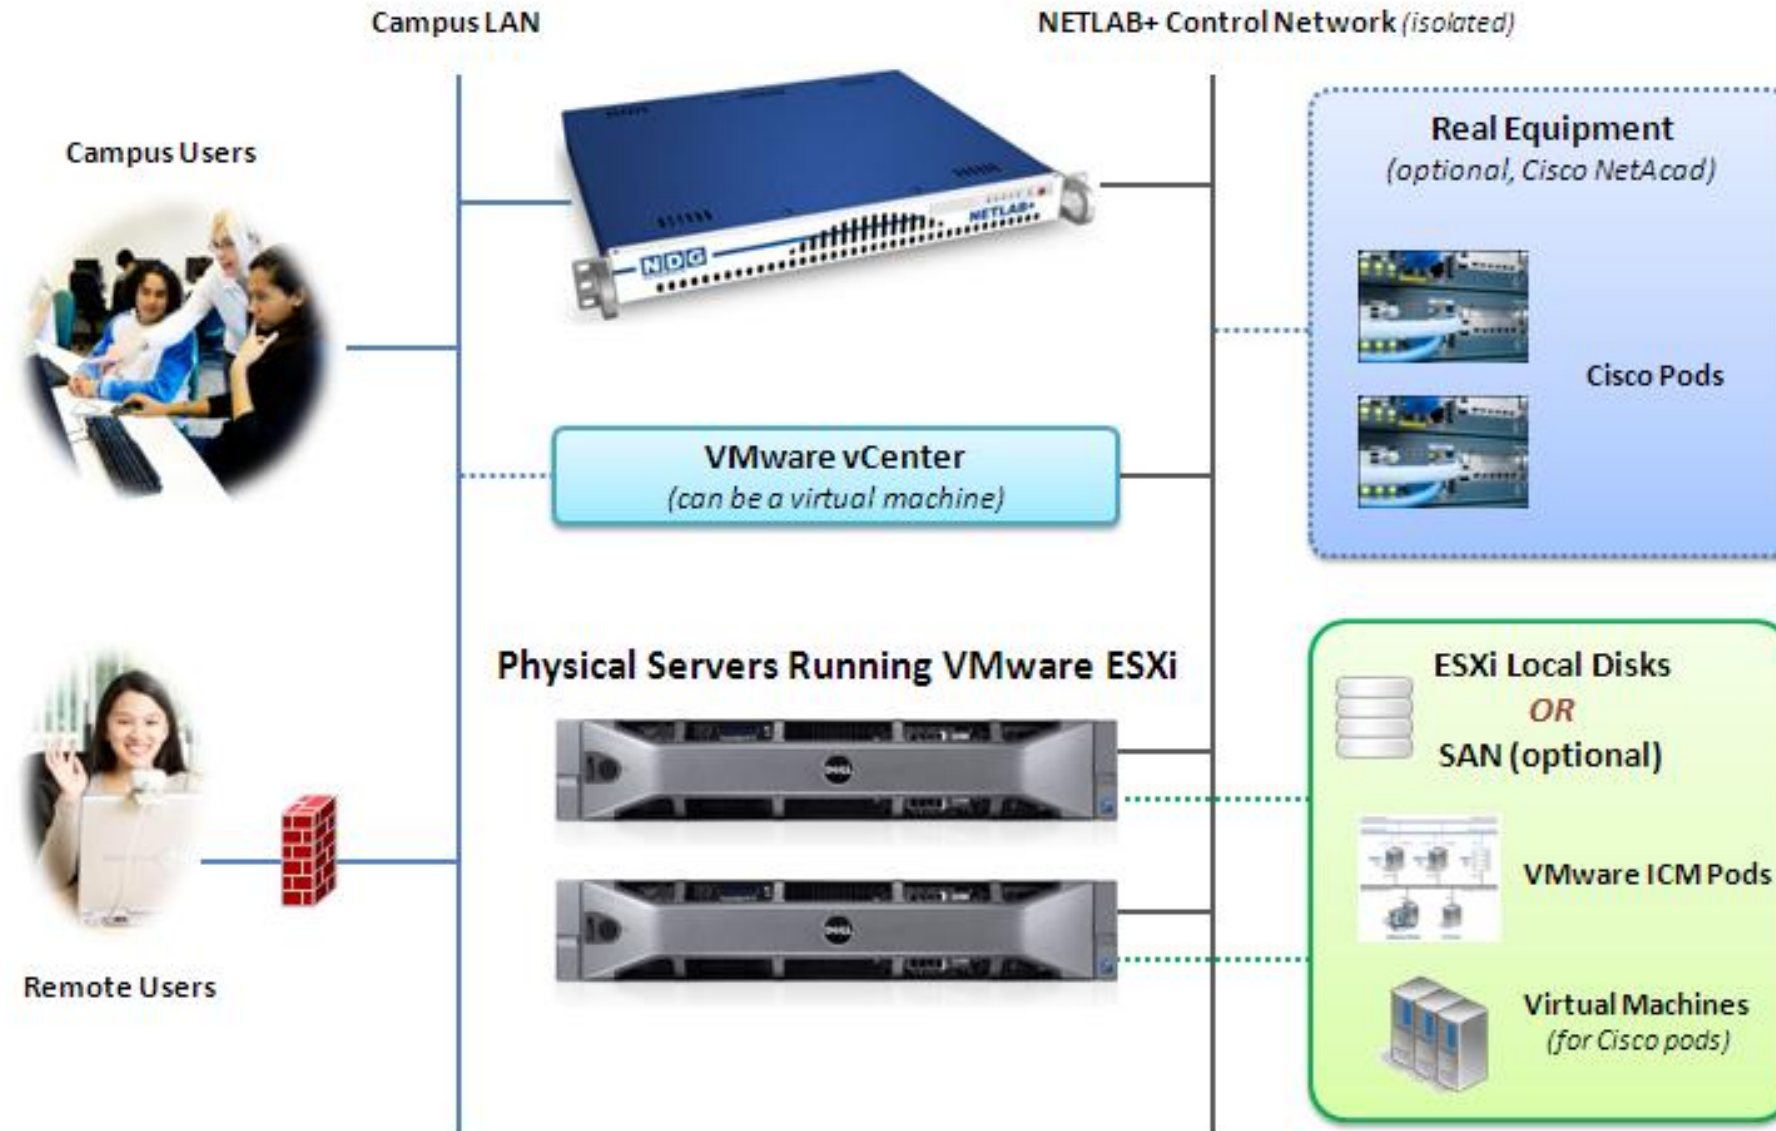 Campus LAN
NETLAB+ Control Network (isolated)
Campus Users
NDG
NETLAB+
Real Equipment
(optional, Cisco NetAcad)
Cisco Pods
VMware vCenter
(can be a virtual machine)
Physical Servers Running VMware ESXi
DELL
DELL
ESXi Local Disks
OR
SAN (optional)
VMware ICM Pods
Remote Users
Virtual Machines
(for Cisco pods)